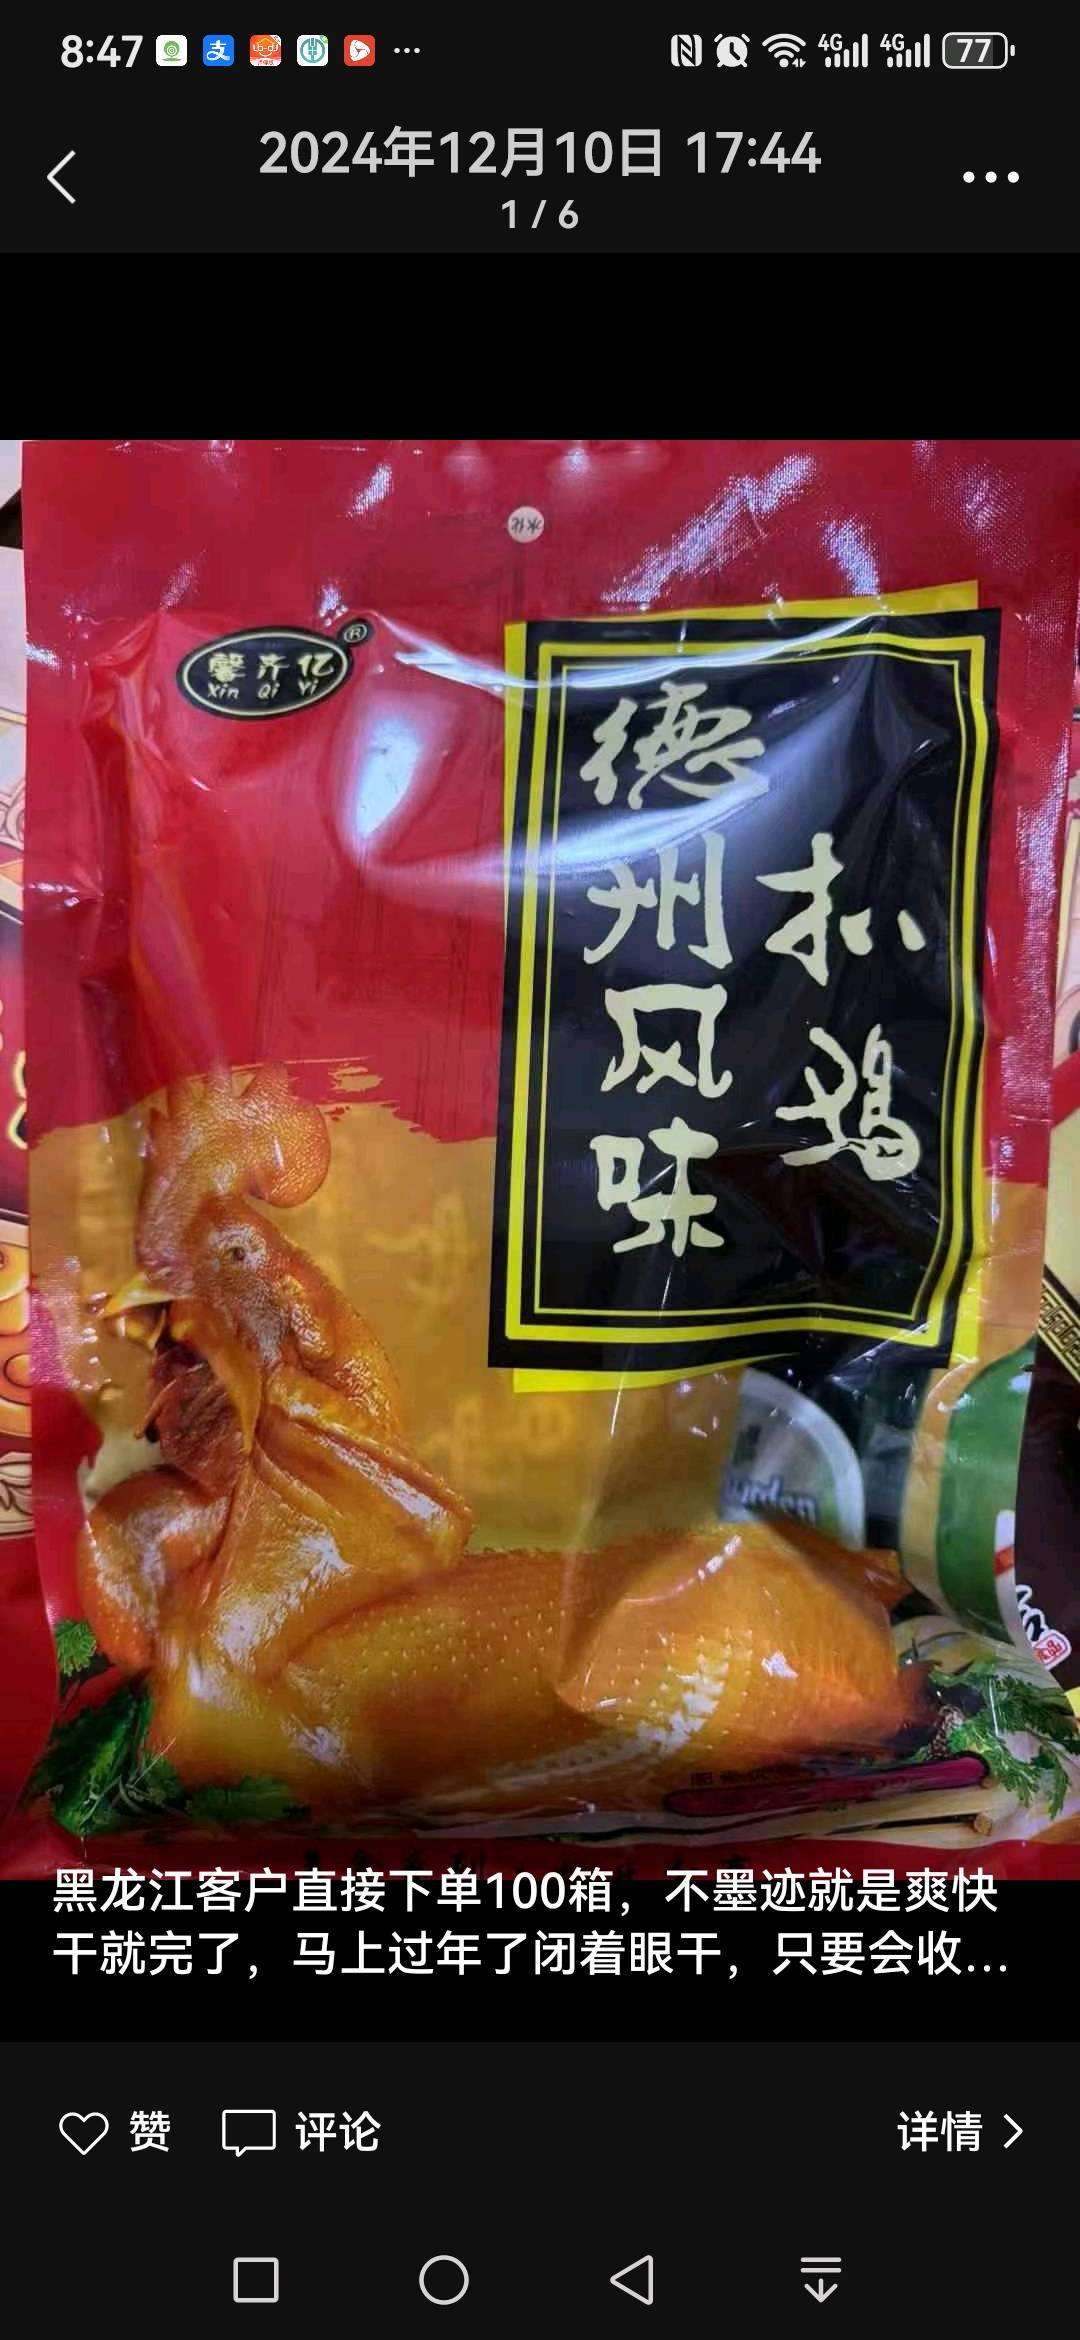 8:47
4G 4G 77
2024年12月10日 17:44
1 / 6
馨齐亿®
Xin Qi Yi
德州风味
扒鸡
黑龙江客户直接下单100箱，不墨迹就是爽快
干就完了，马上过年了闭着眼干，只要会收...
赞 评论 详情